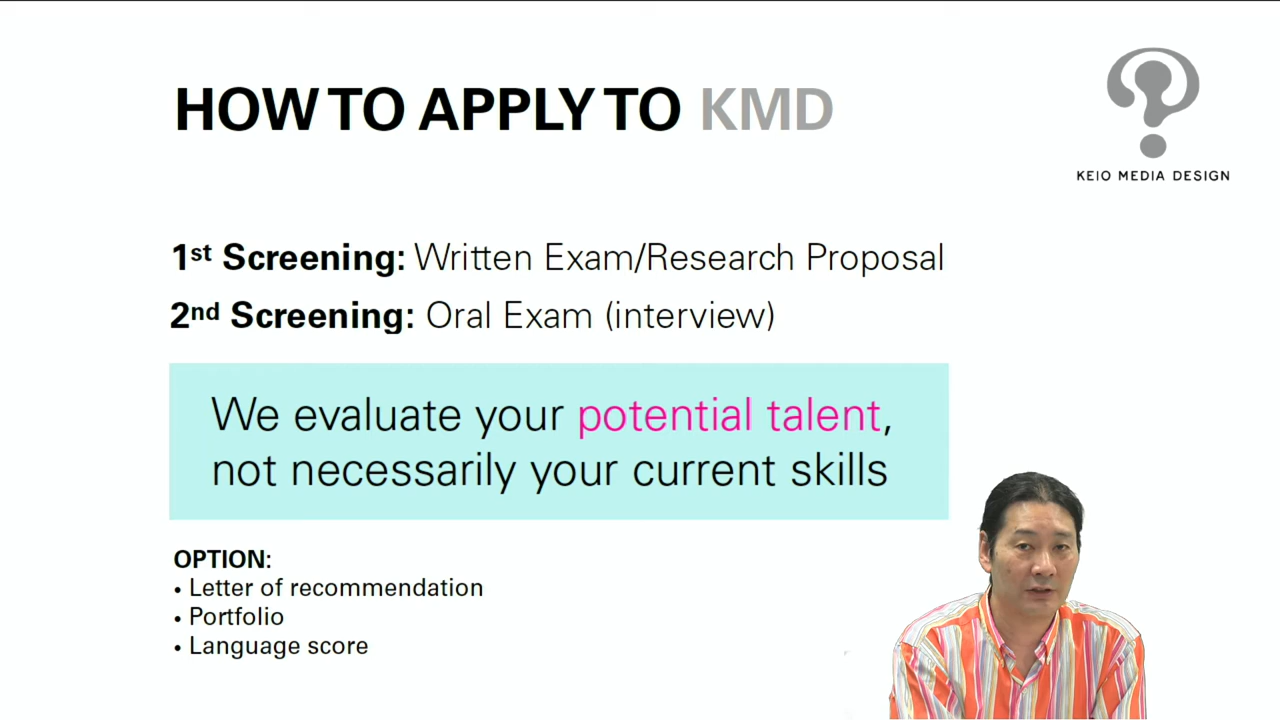 HOW TO APPLY TO KMD
KEIO MEDIA DESIGN
1st Screening: Written Exam/Research Proposal
2nd Screening: Oral Exam (interview)
We evaluate your potential talent,
not necessarily your current skills
OPTION:
• Letter of recommendation
• Portfolio
• Language score